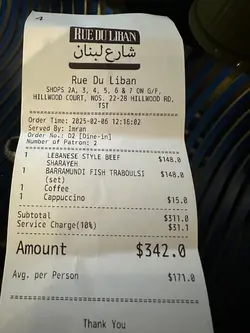 4
RUE DU LIBAN
شارع لبنان
Rue Du Liban
SHOPS 2A, 3, 4, 5, 6 & 7 ON G/F,
HILLWOOD COURT, NOS. 22-28 HILLWOOD RD,
TST
Order Time: 2025-02-06 12:16:02
Served By: Imran
Order No.: D2 [Dine-in]
Number of Patron: 2
1 LEBANESE STYLE BEEF $148.0
SHARAYEH
1 BARRAMUNDI FISH TRABOULSI $148.0
(set)
1 Coffee
1 Cappuccino $15.0
Subtotal $311.0
Service Charge(10%) $31.1
Amount $342.0
Avg. per Person $171.0
Thank You